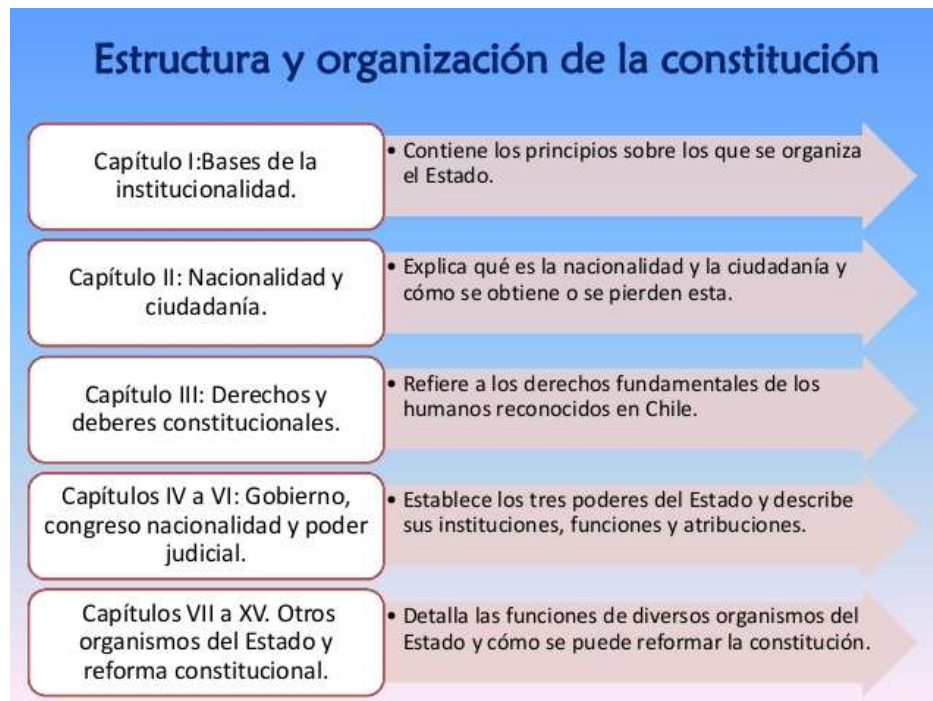 Estructura y organización de la constitución
Capítulo I:Bases de la
institucionalidad.
• Contiene los principios sobre los que se organiza
el Estado.
Capítulo II: Nacionalidad y
ciudadanía.
• Explica qué es la nacionalidad y la ciudadanía y
cómo se obtiene o se pierden esta.
Capítulo III: Derechos y
deberes constitucionales.
• Refiere a los derechos fundamentales de los
humanos reconocidos en Chile.
Capítulos IV a VI: Gobierno,
congreso nacionalidad y poder
judicial.
• Establece los tres poderes del Estado y describe
sus instituciones, funciones y atribuciones.
Capítulos VII a XV. Otros
organismos del Estado y
reforma constitucional.
• Detalla las funciones de diversos organismos del
Estado y cómo se puede reformar la constitución.